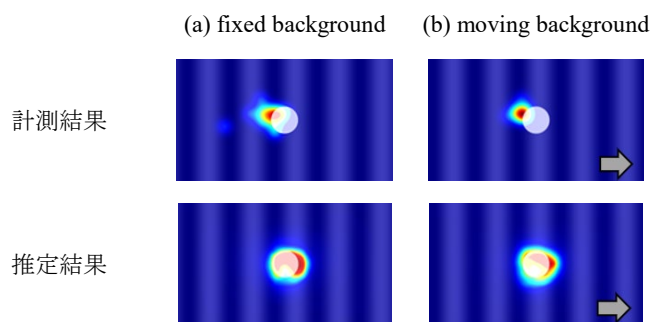 (a) fixed background (b) moving background
計測結果
推定結果